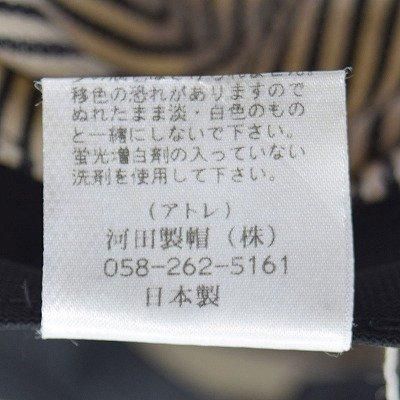 移色の恐れがありますので
ぬれたまま淡・白色のもの
と一緒にしないで下さい。
蛍光増白剤の入っていない
洗剤を使用して下さい。
(アトレ)
河田製帽(株)
058-262-5161
日本製